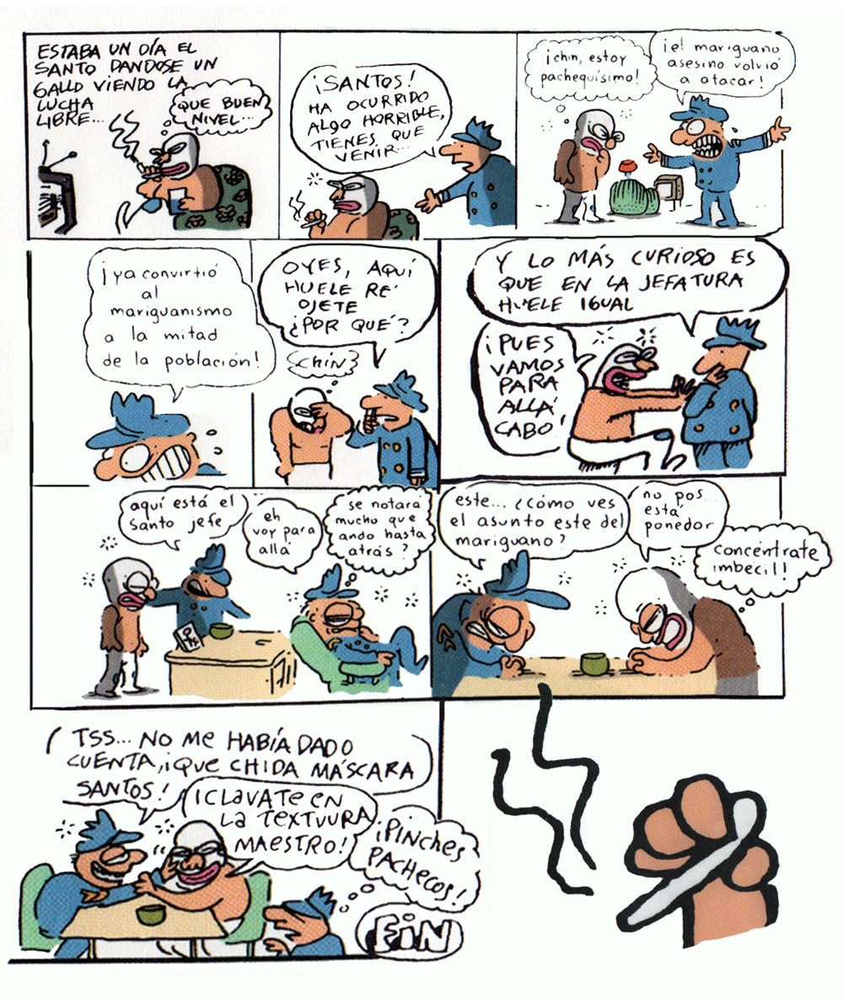 ESTABA UN DÍA EL
SANTO DANDOSE UN
GALLO VIENDO LA
LUCHA
LIBRE...
QUE BUEN
NIVEL...
¡SANTOS!
HA OCURRIDO
ALGO HORRIBLE,
TIENES QUE
VENIR...
¡chin, estoy
pachequísimo!
¡el mariguano
asesino volvió
a atacar!
¡ya convirtió
al
mariguanismo
a la mitad
de la población!
OYES, AQUÍ
HUELE RE'
OJETE
¿POR QUÉ?
¿CHIN?
Y LO MÁS CURIOSO ES
QUE EN LA JEFATURA
HUELE IGUAL
¡PUES
VAMOS
PARA
ALLÁ
CABO!
aquí está el
santo jefe
eh
voy para
allá
se notará
mucho que
ando hasta
atrás?
este... ¿Cómo ves
el asunto este del
mariguano?
no pos...
está
ponedor
concéntrate
imbecil!
TSS... NO ME HABÍA DADO
CUENTA, ¡QUE CHIDA MÁSCARA
SANTOS!
¡CLAVATE EN
LA TEXTUURA
MAESTRO!
¡PINCHES
PACHECOS!
FIN